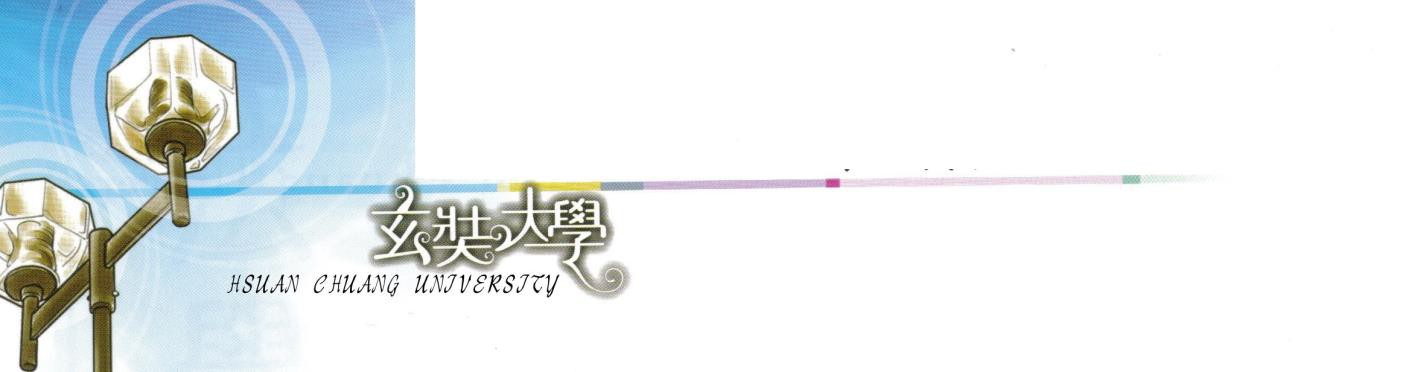 玄奘大學
HSUAN CHUANG UNIVERSITY